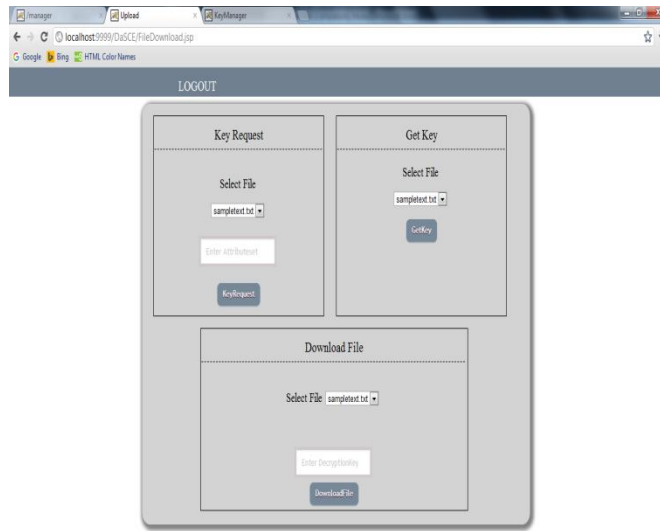 /manager
Upload
KeyManager
localhost:9999/DaSCE/FileDownload.jsp
Google Bing HTML Color Names
LOGOUT
Key Request
Select File
sampletext.txt
Enter Attributeset
KeyRequest
Get Key
Select File
sampletext.txt
GetKey
Download File
Select File sampletext.txt
Enter DecryptionKey
DownloadFile